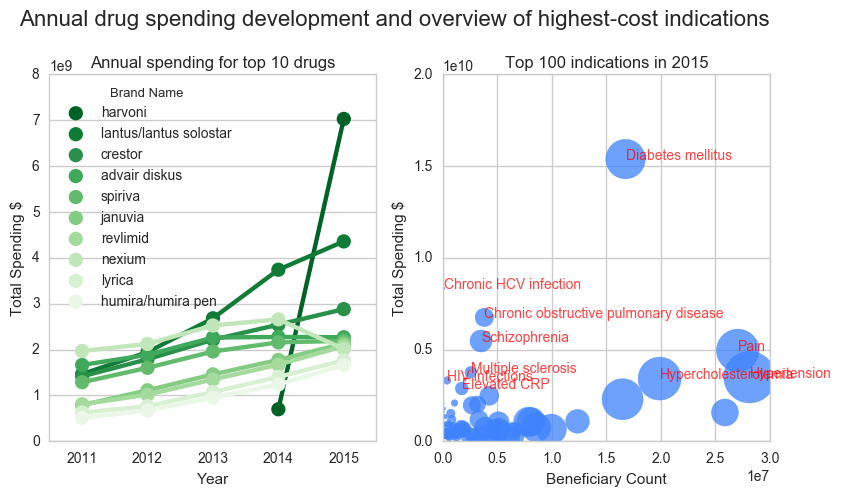 Annual drug spending development and overview of highest-cost indications
1e9
Annual spending for top 10 drugs
8
7
6
5
4
3
2
1
0
Total Spending $
Brand Name
harvoni
lantus/lantus solostar
crestor
advair diskus
spiriva
januvia
revlimid
nexium
lyrica
humira/humira pen
2011 2012 2013 2014 2015
Year
1e10
Top 100 indications in 2015
2.0
1.5
1.0
0.5
0.0
Total Spending $
Diabetes mellitus
Chronic HCV infection
Chronic obstructive pulmonary disease
Schizophrenia
Pain
Multiple sclerosis
HIV infections
Hypercholesterolemia
Hypertension
Elevated CRP
0.0 0.5 1.0 1.5 2.0 2.5 3.0
1e7
Beneficiary Count